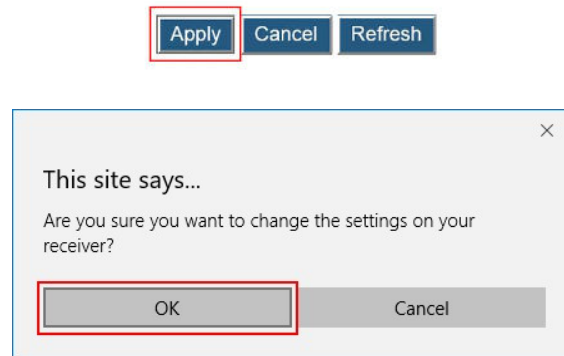 Apply Cancel Refresh
This site says...
Are you sure you want to change the settings on your
receiver?
OK Cancel